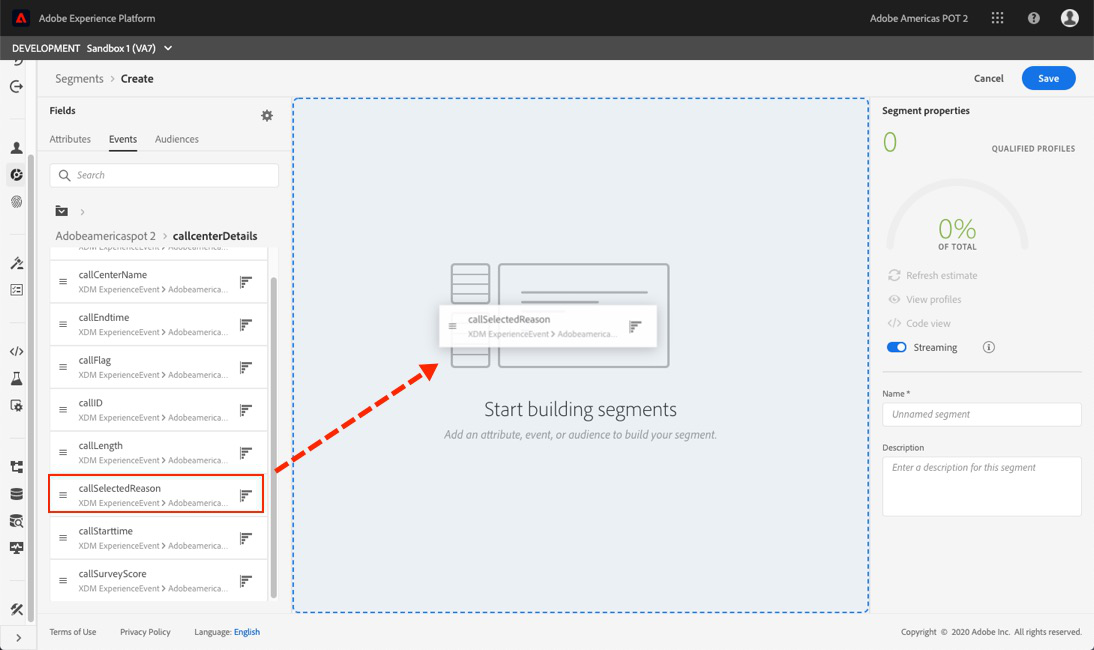 Adobe Experience Platform
Adobe Americas POT 2
DEVELOPMENT Sandbox 1 (VA7)
Segments > Create
Cancel
Save
Fields
Attributes
Events
Audiences
Search
Adobeamericaspot 2 > callcenterDetails
XDM ExperienceEvent > Adobeamerica...
callCenterName
XDM ExperienceEvent > Adobeamerica...
callEndtime
XDM ExperienceEvent > Adobeamerica...
callFlag
XDM ExperienceEvent > Adobeamerica...
callID
XDM ExperienceEvent > Adobeamerica...
callLength
XDM ExperienceEvent > Adobeamerica...
callSelectedReason
XDM ExperienceEvent > Adobeamerica...
callStarttime
XDM ExperienceEvent > Adobeamerica...
callSurveyScore
XDM ExperienceEvent > Adobeamerica...
callSelectedReason
XDM ExperienceEvent > Adobeamerica...
Start building segments
Add an attribute, event, or audience to build your segment.
Segment properties
0
QUALIFIED PROFILES
0%
OF TOTAL
Refresh estimate
View profiles
Code view
Streaming
Name *
Unnamed segment
Description
Enter a description for this segment
Terms of Use
Privacy Policy
Language: English
Copyright © 2020 Adobe Inc. All rights reserved.